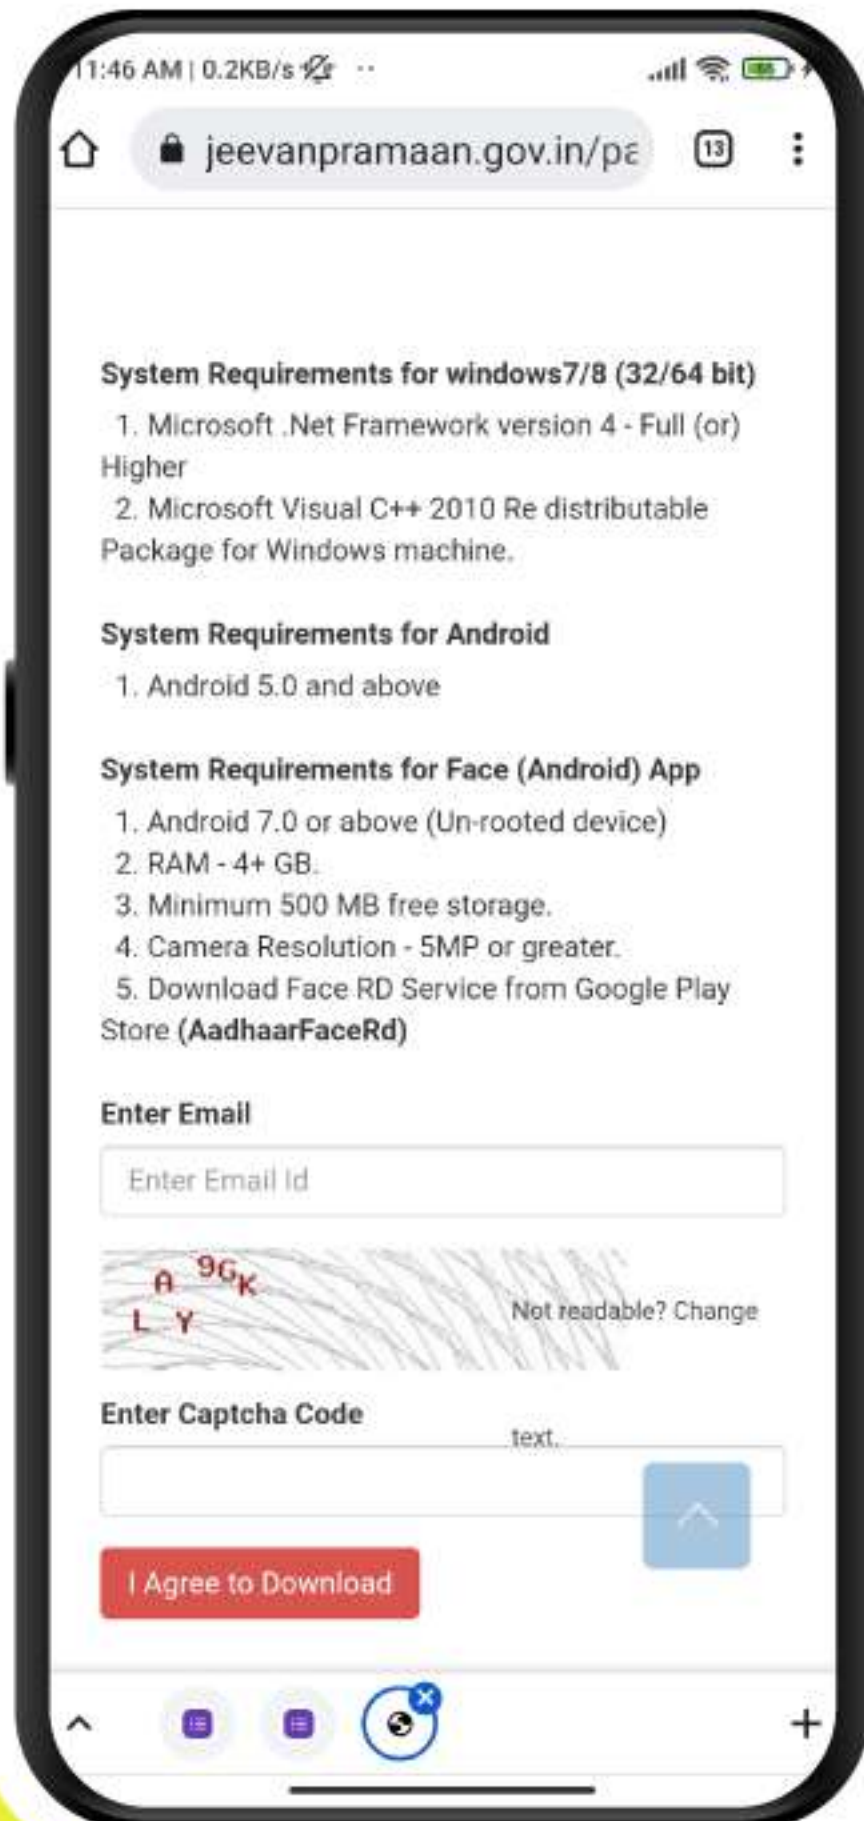 11:46 AM | 0.2KB/s
jeevanpramaan.gov.in/pa
13
System Requirements for windows7/8 (32/64 bit)
1. Microsoft .Net Framework version 4 - Full (or)
Higher
2. Microsoft Visual C++ 2010 Re distributable
Package for Windows machine.
System Requirements for Android
1. Android 5.0 and above
System Requirements for Face (Android) App
1. Android 7.0 or above (Un-rooted device)
2. RAM - 4+ GB.
3. Minimum 500 MB free storage.
4. Camera Resolution - 5MP or greater.
5. Download Face RD Service from Google Play
Store (AadhaarFaceRd)
Enter Email
Enter Email Id
A 9GK
L Y
Not readable? Change
Enter Captcha Code
text.
I Agree to Download